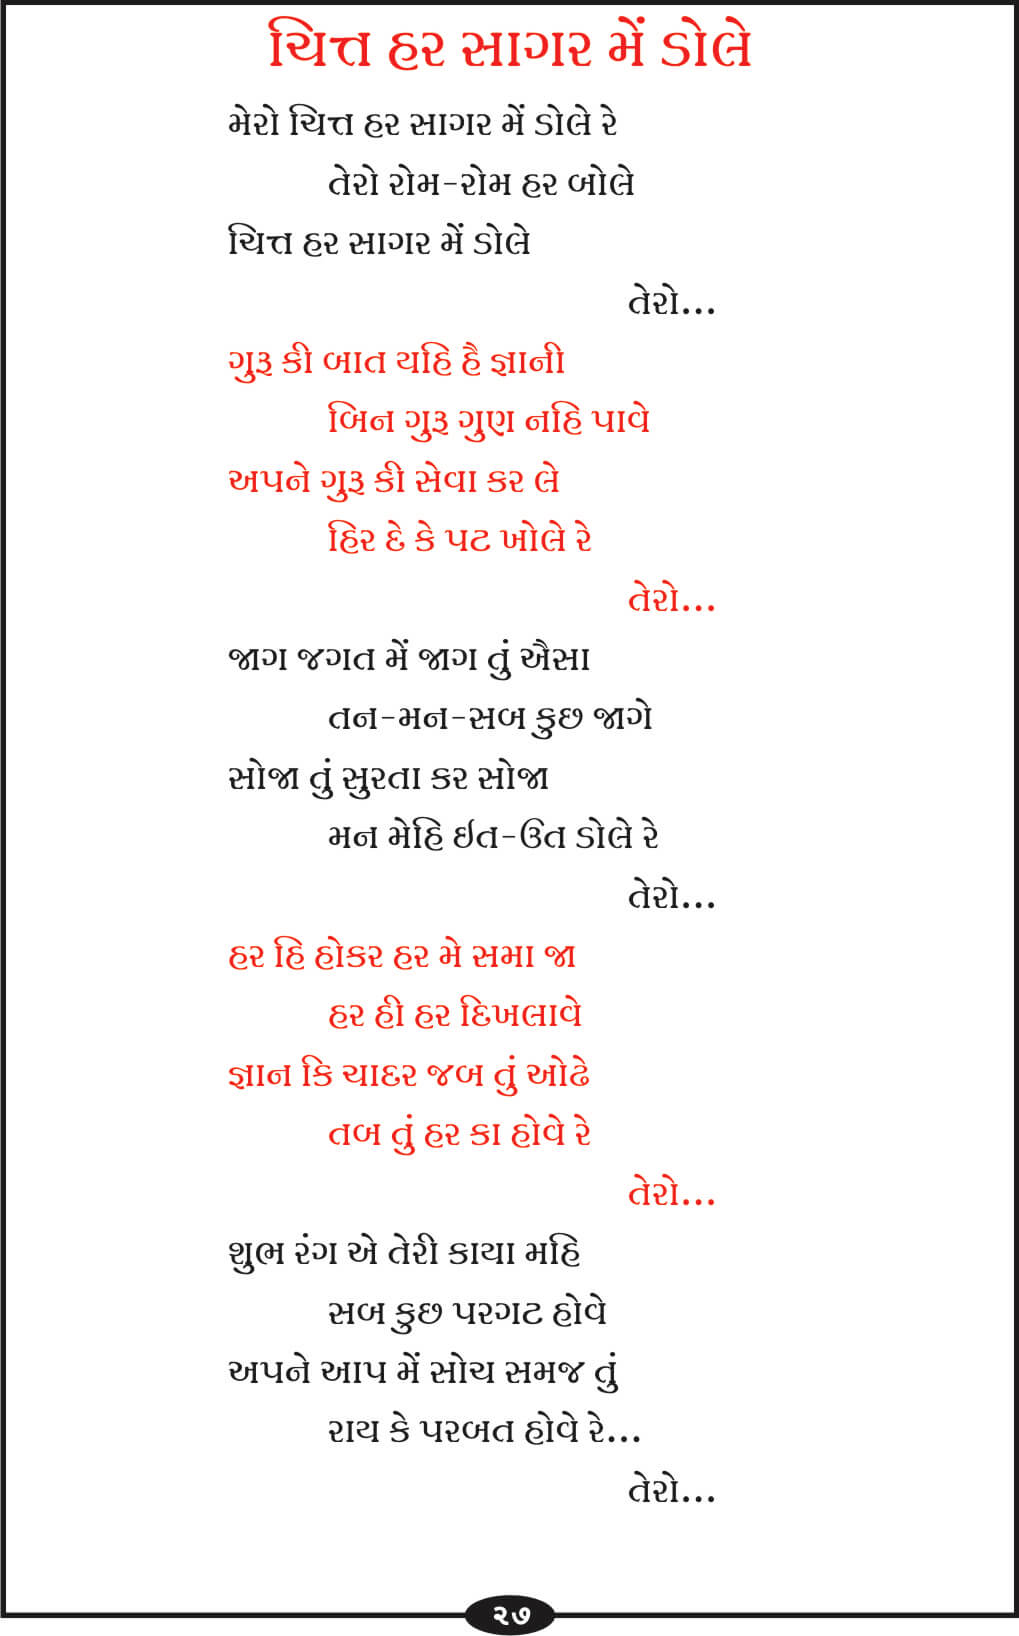 ચિત્ત હર સાગર મેં ડોલે
મેરો ચિત્ત હર સાગર મેં ડોલે રે
તેરો રોમ-રોમ હર બોલે
ચિત્ત હર સાગર મેં ડોલે
તેરો...
ગુરૂ કી બાત યહિ હૈ જ્ઞાની
બિન ગુરૂ ગુણ નહિ પાવે
અપને ગુરૂ કી સેવા કર લે
હિર દે કે પટ ખોલે રે
તેરો...
જાગ જગત મેં જાગ તું ઐસા
તન-મન-સબ કુછ જાગે
સોજા તું સુરતા કર સોજા
મન મેહિ ઇત-ઉત ડોલે રે
તેરો...
હર હિ હોકર હર મે સમા જા
હર હી હર દિખલાવે
જ્ઞાન કિ ચાદર જબ તું ઓઢે
તબ તું હર કા હોવે રે
તેરો...
શુભ રંગ એ તેરી કાયા મહિ
સબ કુછ પરગટ હોવે
અપને આપ મેં સોચ સમજ તું
રાય કે પરબત હોવે રે...
તેરો...
૨૭